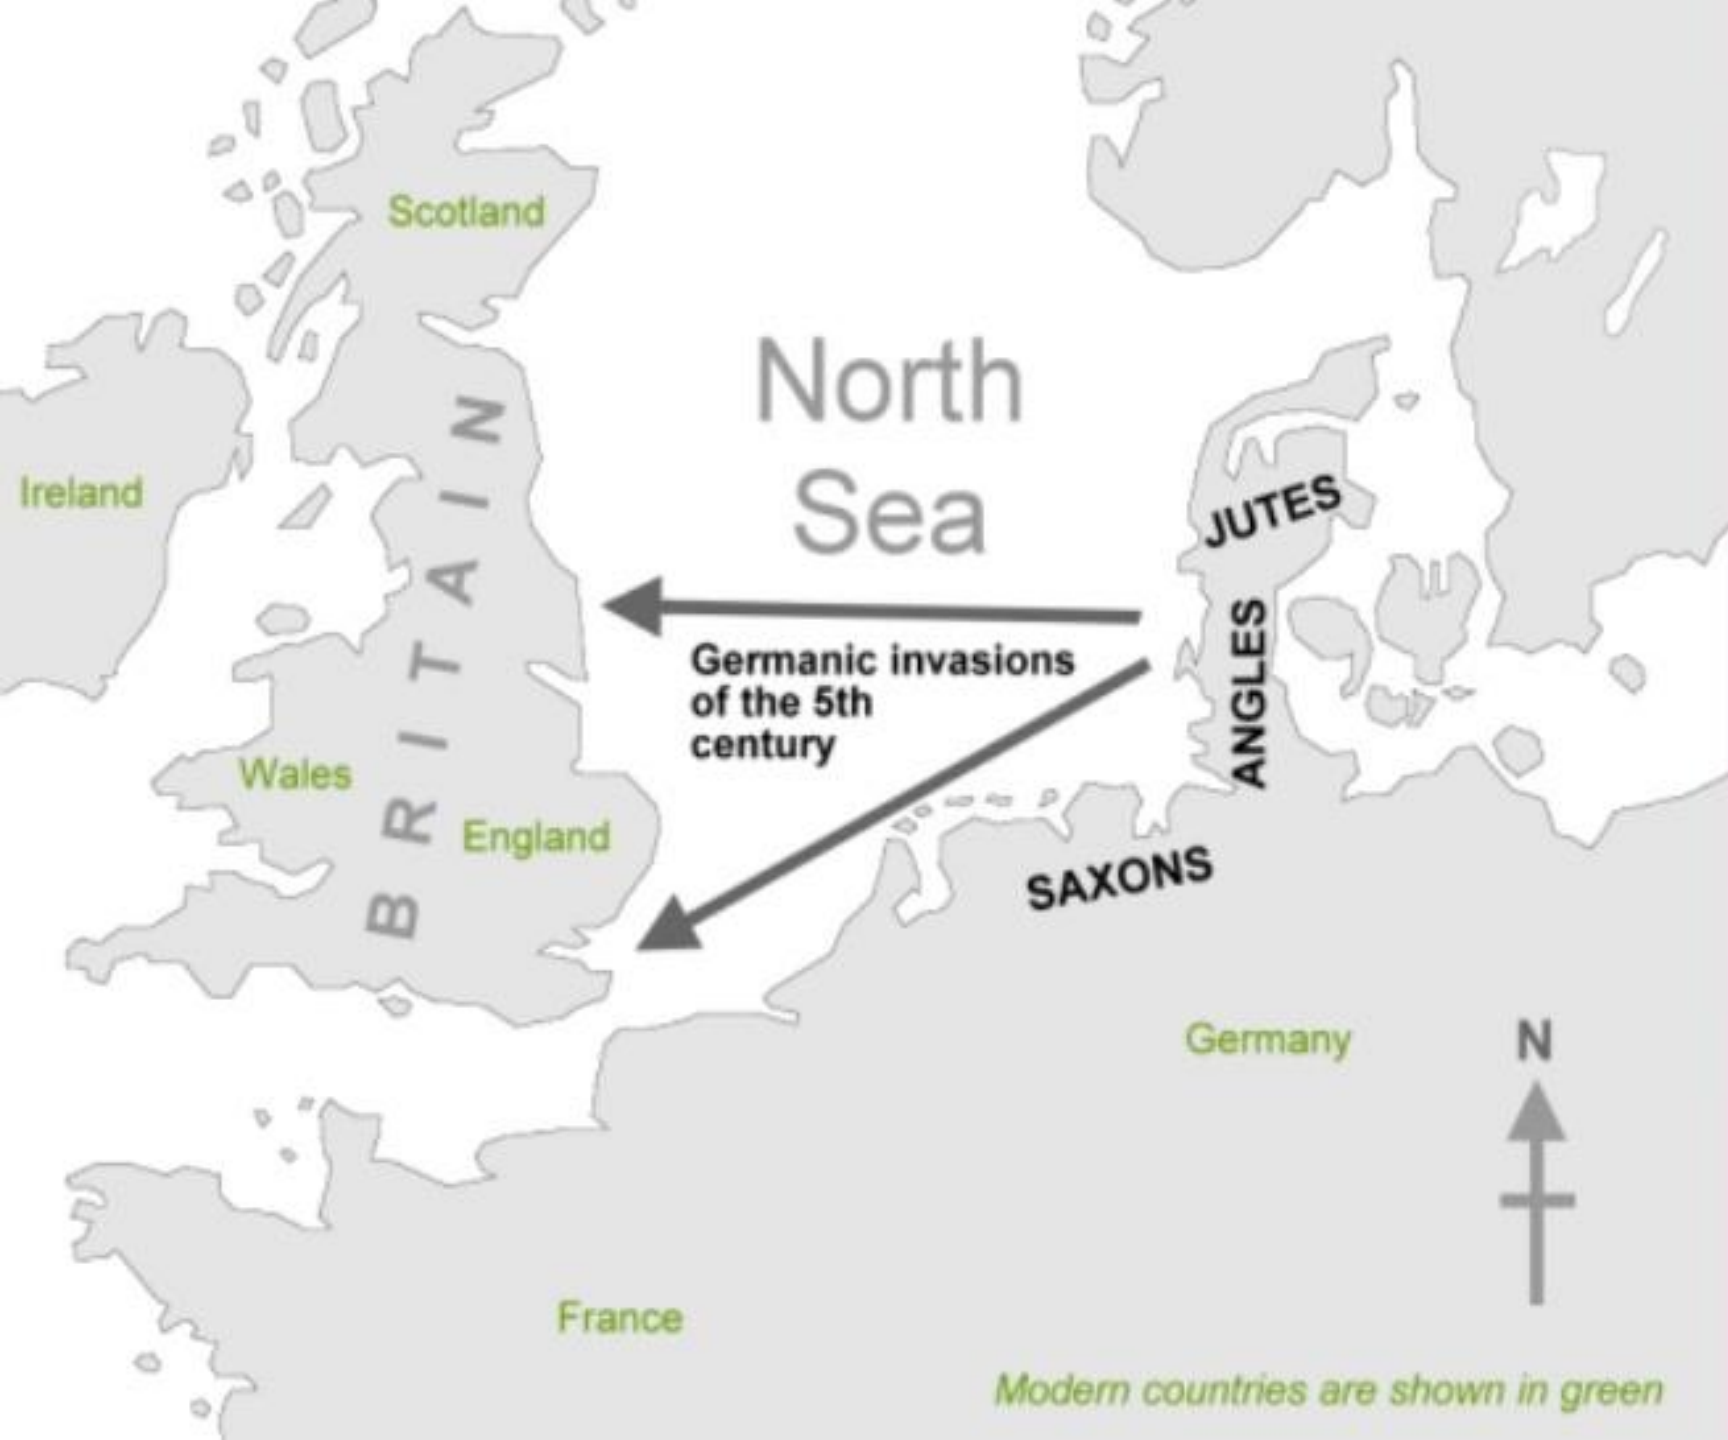 Scotland
North
Sea
Ireland
BRITAIN
JUTES
ANGLES
Germanic invasions
of the 5th
century
Wales
England
SAXONS
Germany
N
France
Modern countries are shown in green